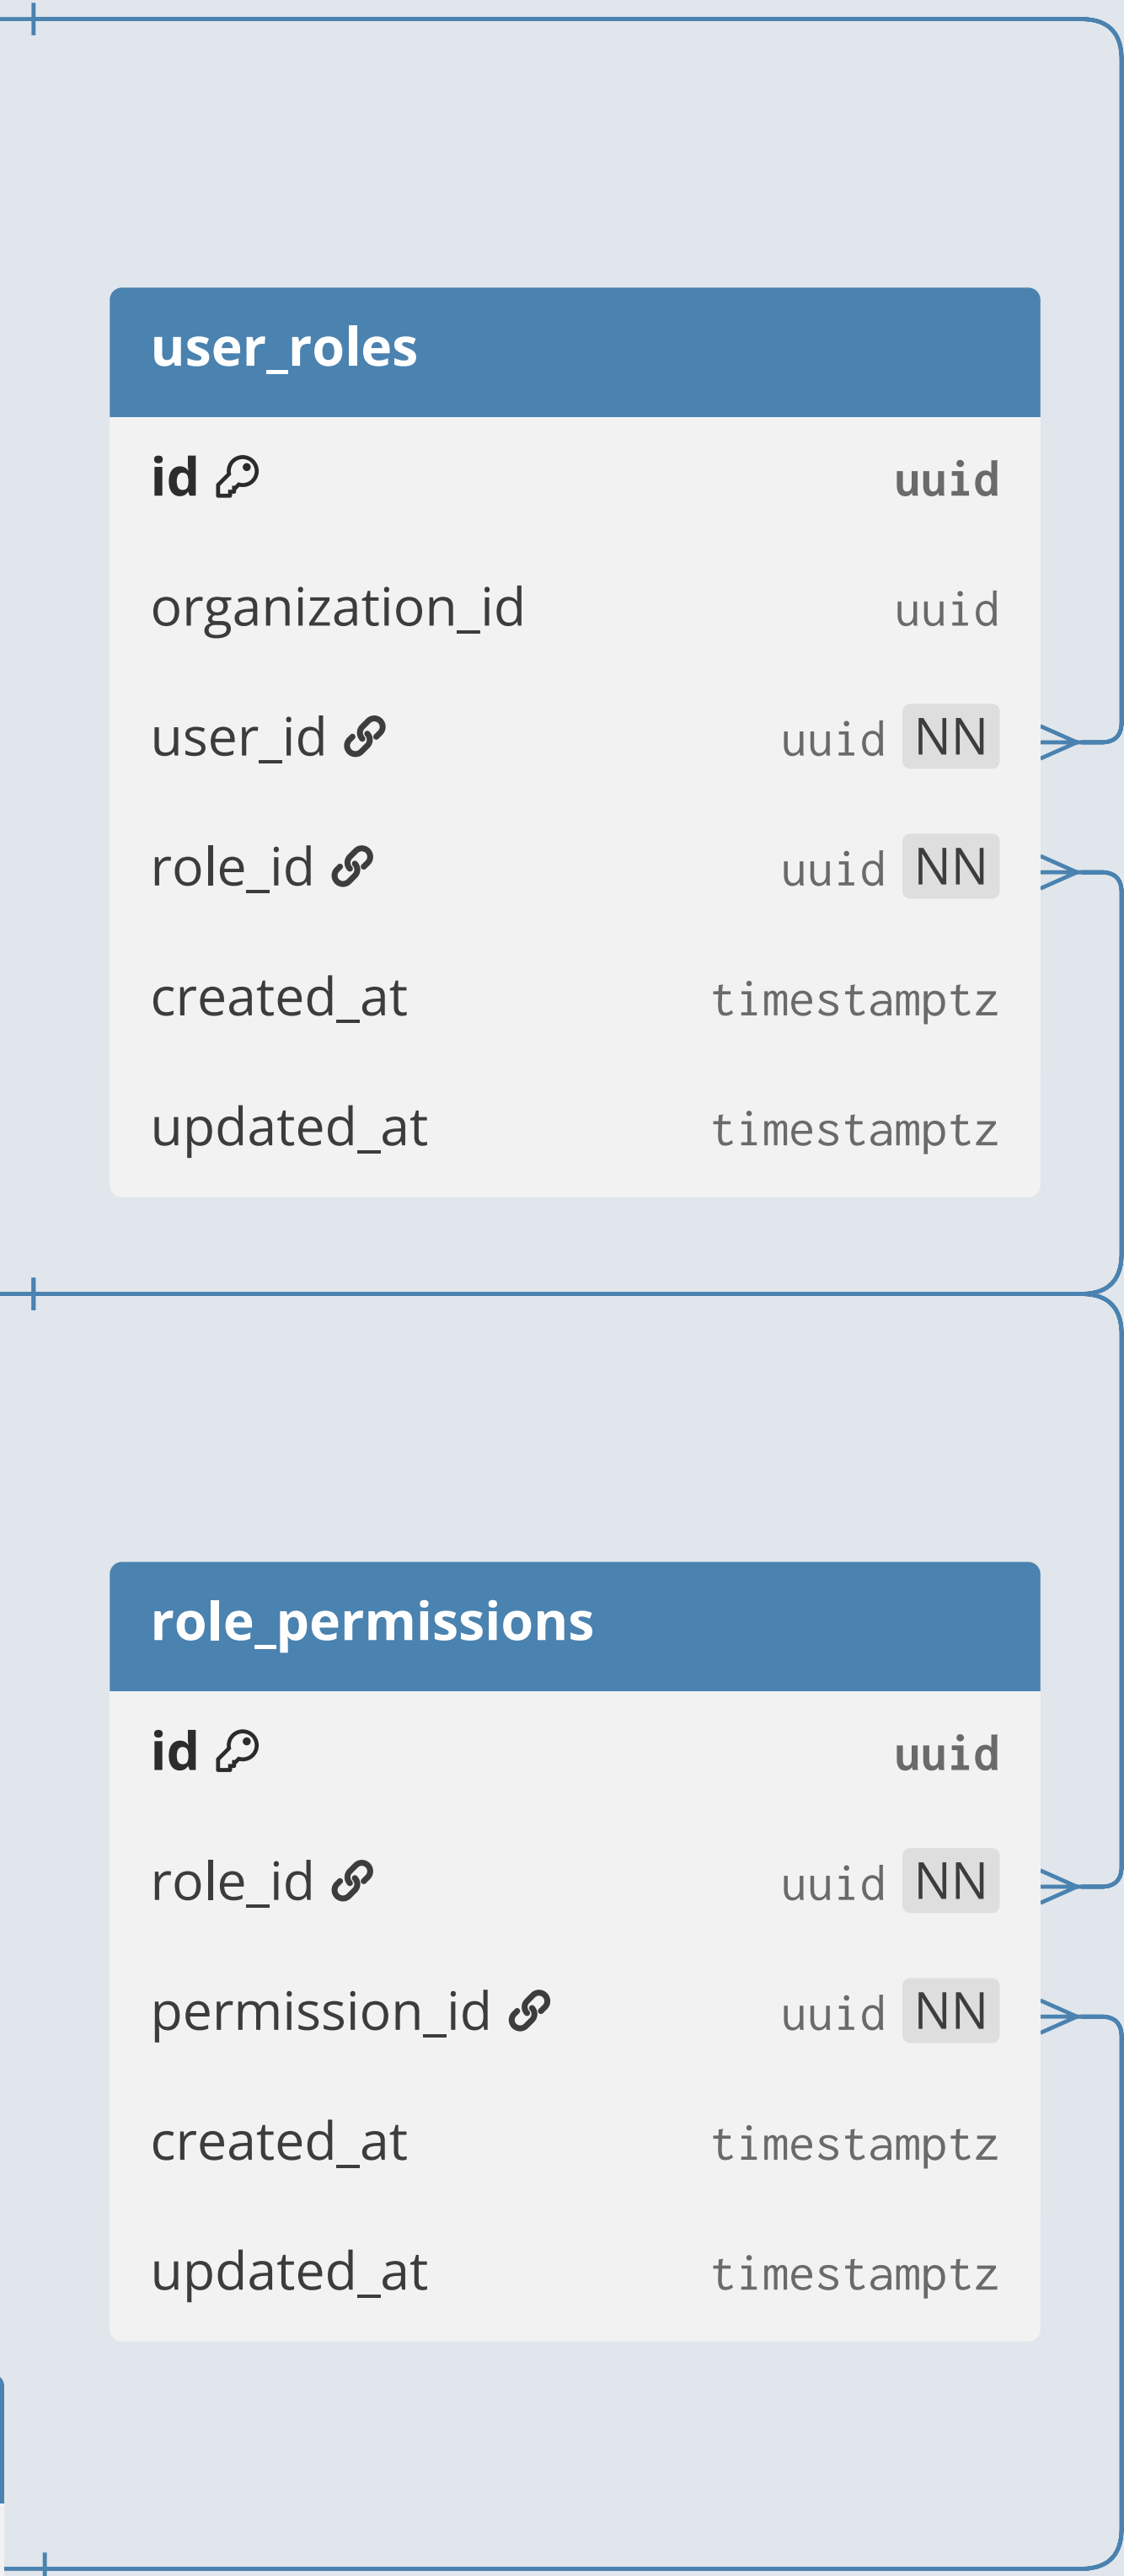 user_roles
id uuid
organization_id uuid
user_id uuid NN
role_id uuid NN
created_at timestamptz
updated_at timestamptz
role_permissions
id uuid
role_id uuid NN
permission_id uuid NN
created_at timestamptz
updated_at timestamptz